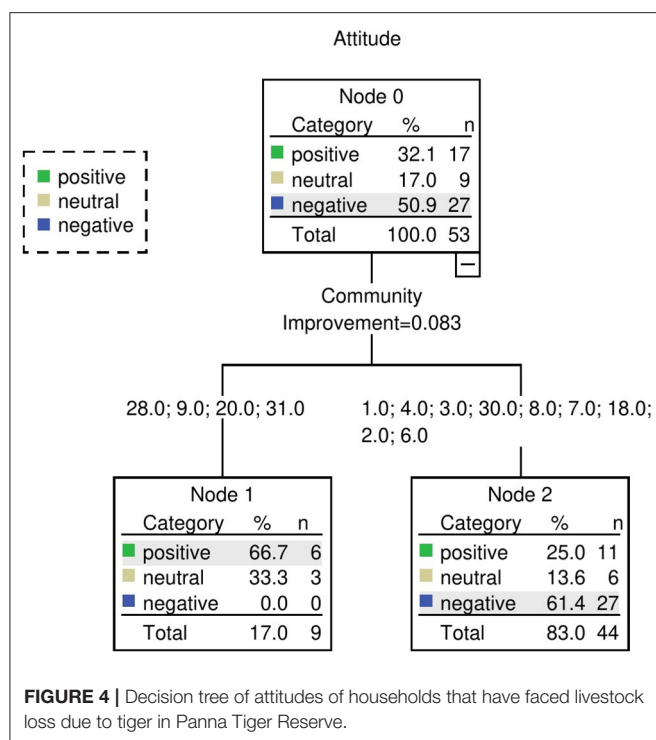 Attitude
Node 0
Category % n
positive 32.1 17
neutral 17.0 9
negative 50.9 27
Total 100.0 53
positive
neutral
negative
Community
Improvement=0.083
28.0; 9.0; 20.0; 31.0
1.0; 4.0; 3.0; 30.0; 8.0; 7.0; 18.0;
2.0; 6.0
Node 1
Category % n
positive 66.7 6
neutral 33.3 3
negative 0.0 0
Total 17.0 9
Node 2
Category % n
positive 25.0 11
neutral 13.6 6
negative 61.4 27
Total 83.0 44
FIGURE 4 | Decision tree of attitudes of households that have faced livestock
loss due to tiger in Panna Tiger Reserve.